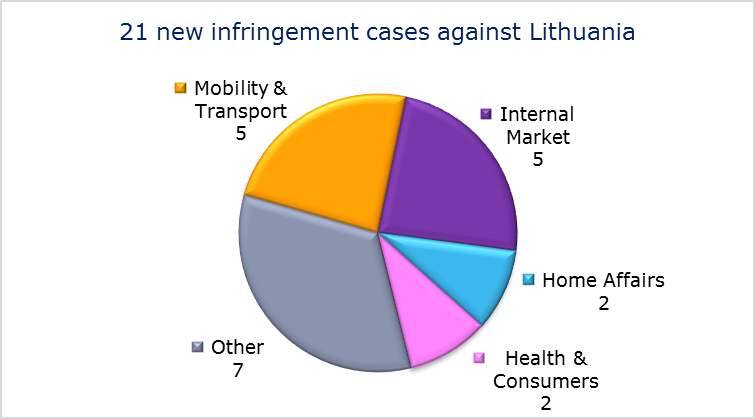 21 new infringement cases against Lithuania
Mobility &
Transport
5
Internal
Market
5
Home Affairs
2
Health &
Consumers
2
Other
7